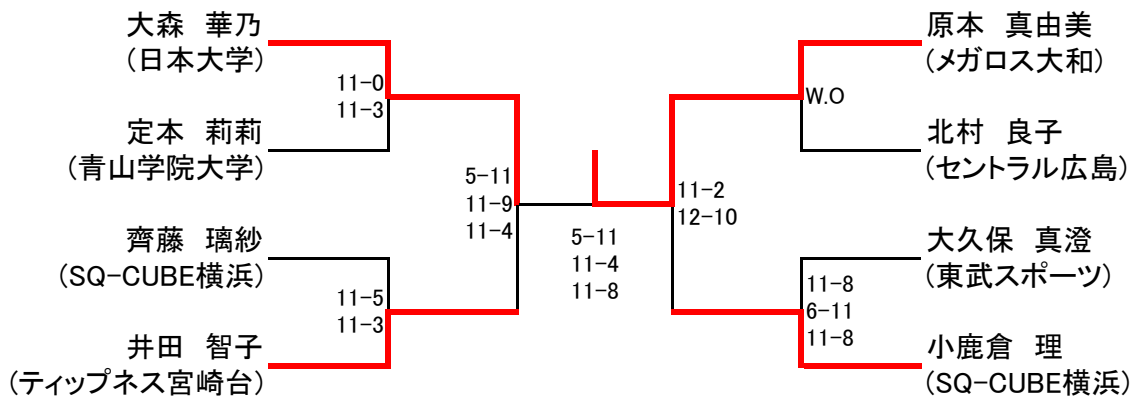 大森　華乃
(日本大学)
11-0
11-3
定本　莉莉
(青山学院大学)
5-11
11-9
11-4
齊藤　璃紗
(SQ-CUBE横浜)
11-5
11-3
井田　智子
(ティップネス宮崎台)
5-11
11-4
11-8
原本　真由美
(メガロス大和)
W.O
北村　良子
(セントラル広島)
11-2
12-10
大久保　真澄
(東武スポーツ)
11-8
6-11
11-8
小鹿倉　理
(SQ-CUBE横浜)